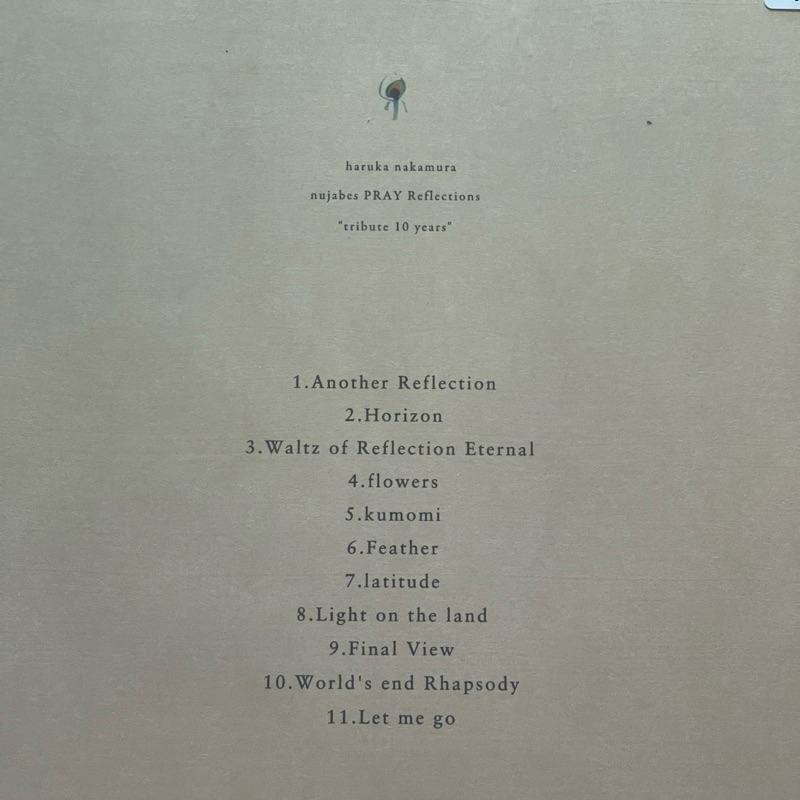 haruka nakamura
nujabes PRAY Reflections
"tribute 10 years"
1.Another Reflection
2.Horizon
3.Waltz of Reflection Eternal
4.flowers
5.kumomi
6.Feather
7.latitude
8.Light on the land
9.Final View
10.World's end Rhapsody
11.Let me go